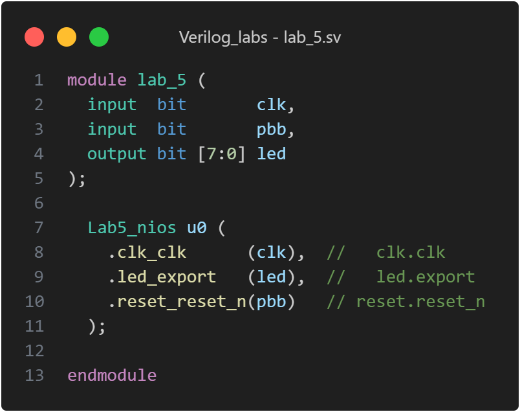 Verilog_labs - lab_5.sv
1 module lab_5 (
2   input  bit       clk,
3   input  bit       pbb,
4   output bit [7:0] led
5 );
6
7   Lab5_nios u0 (
8     .clk_clk      (clk),  //   clk.clk
9     .led_export   (led),  //   led.export
10     .reset_reset_n(pbb)   // reset.reset_n
11   );
12
13 endmodule